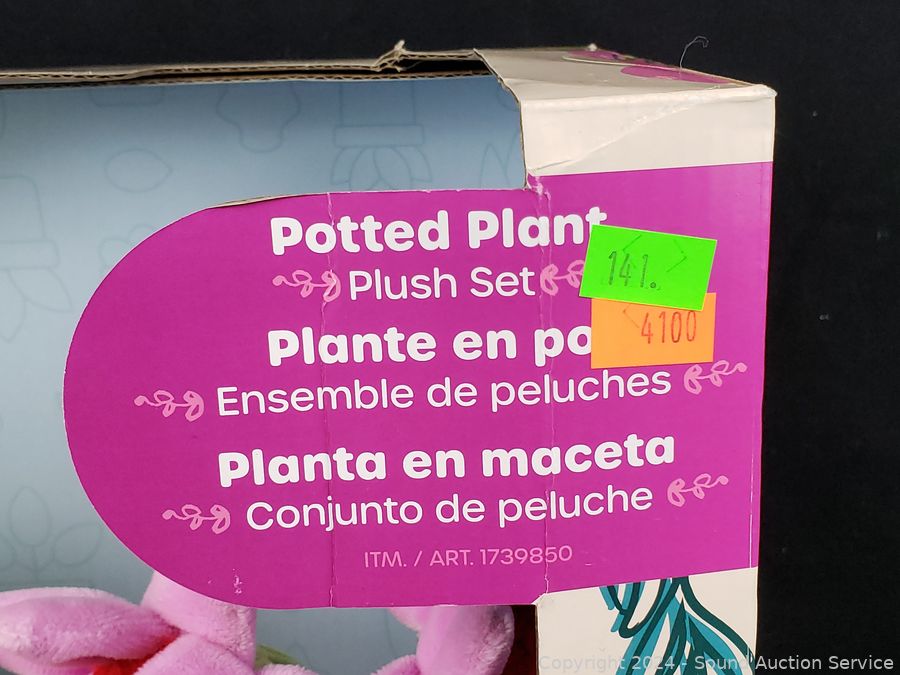 Potted Plant
Plush Set
141.
4100
Plante en po
Ensemble de peluches
Planta en maceta
Conjunto de peluche
ITM. / ART. 1739850
Copyright 2024 - Sound Auction Service